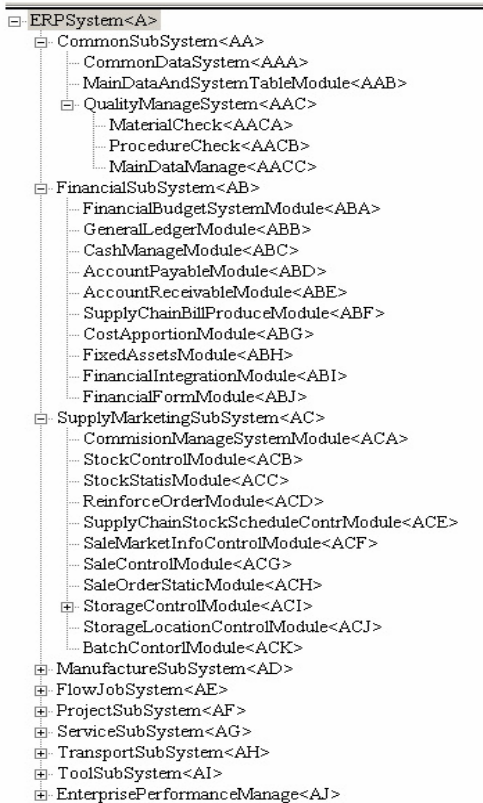 ERPSystem<A>
CommonSubSystem<AA>
CommonDataSystem<AAA>
MainDataAndSystemTableModule<AAB>
QualityManageSystem<AAC>
MaterialCheck<AACA>
ProcedureCheck<AACB>
MainDataManage<AACC>
FinancialSubSystem<AB>
FinancialBudgetSystemModule<ABA>
GeneralLedgerModule<ABB>
CashManageModule<ABC>
AccountPayableModule<ABD>
AccountReceivableModule<ABE>
SupplyChainBillProduceModule<ABF>
CostApportionModule<ABG>
FixedAssetsModule<ABH>
FinancialIntegrationModule<ABI>
FinancialFormModule<ABJ>
SupplyMarketingSubSystem<AC>
CommisionManageSystemModule<ACA>
StockControlModule<ACB>
StockStatisModule<ACC>
ReinforceOrderModule<ACD>
SupplyChainStockScheduleContrModule<ACE>
SaleMarketInfoControlModule<ACF>
SaleControlModule<ACG>
SaleOrderStaticModule<ACH>
StorageControlModule<ACI>
StorageLocationControlModule<ACJ>
BatchContorlModule<ACK>
ManufactureSubSystem<AD>
FlowJobSystem<AE>
ProjectSubSystem<AF>
ServiceSubSystem<AG>
TransportSubSystem<AH>
ToolSubSystem<AI>
EnterprisePerformanceManage<AJ>